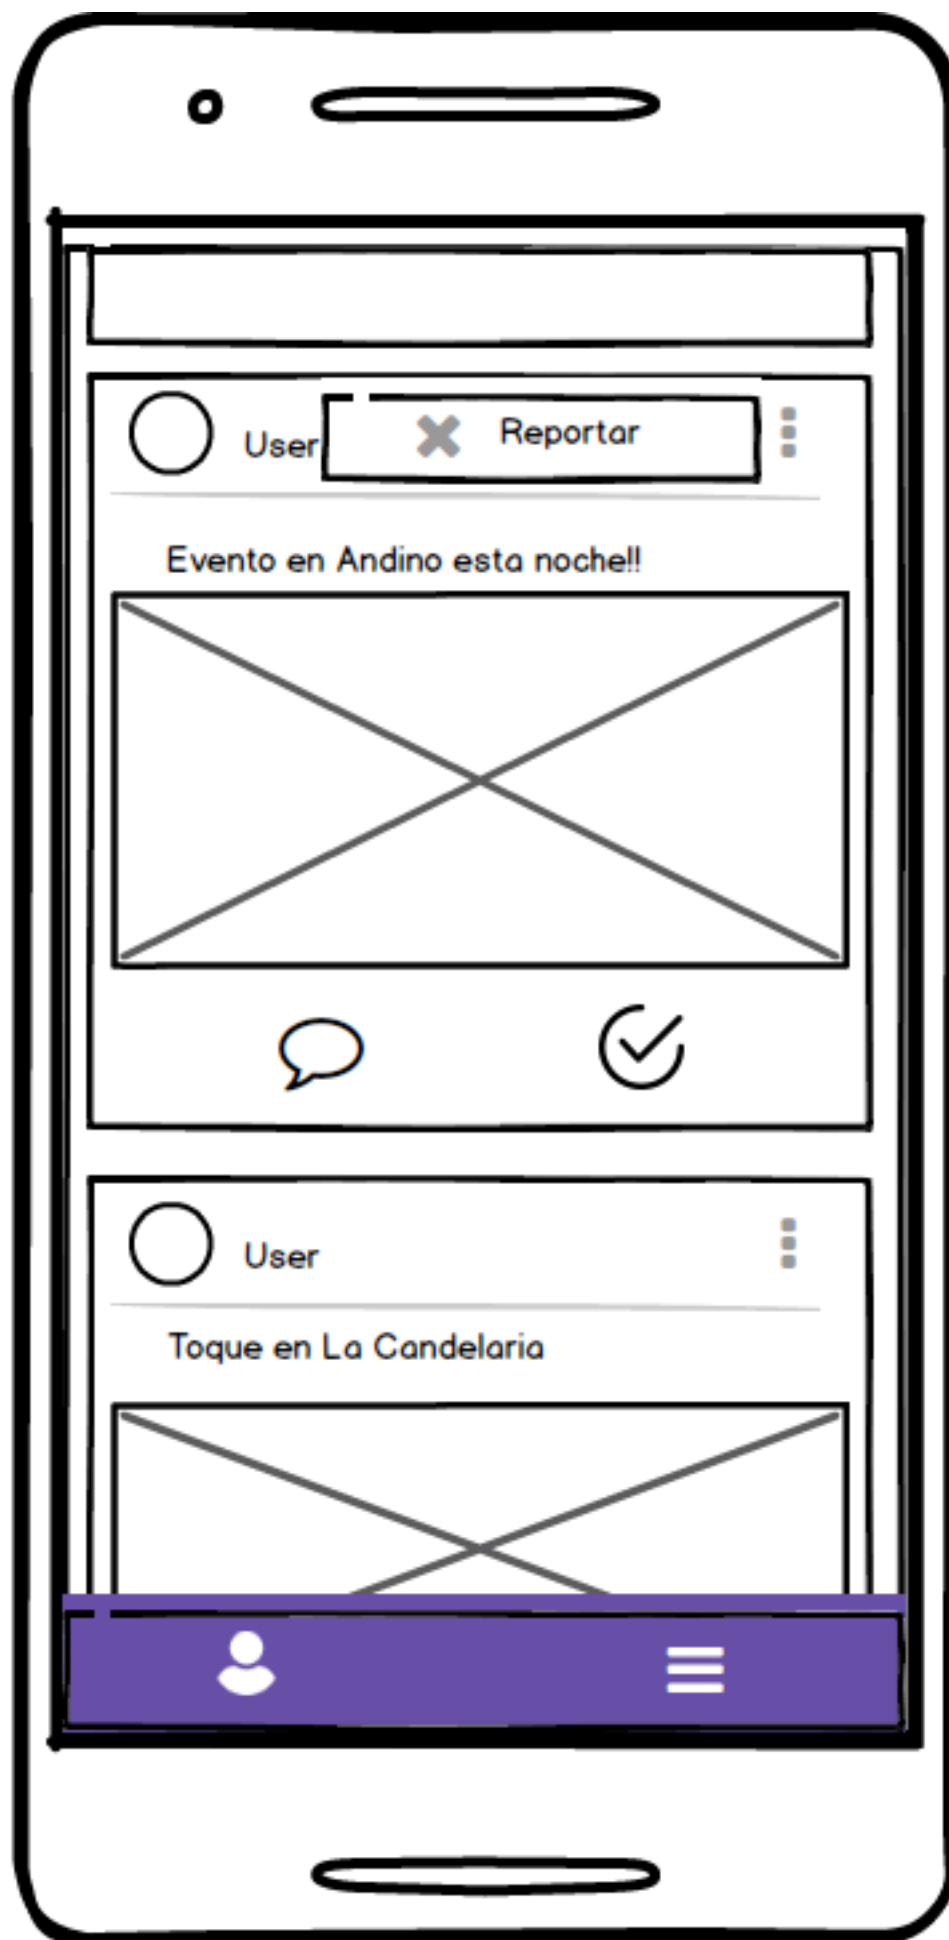 User
Reportar
Evento en Andino esta noche!!
User
Toque en La Candelaria